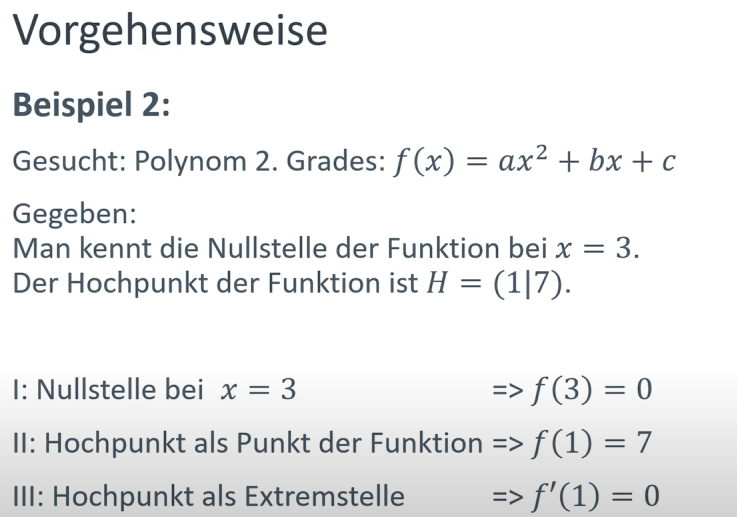 Vorgehensweise
Beispiel 2:
Gesucht: Polynom 2. Grades: f(x) = ax² + bx + c
Gegeben:
Man kennt die Nullstelle der Funktion bei x = 3.
Der Hochpunkt der Funktion ist H = (1|7).
I: Nullstelle bei x = 3 => f(3) = 0
II: Hochpunkt als Punkt der Funktion => f(1) = 7
III: Hochpunkt als Extremstelle => f′(1) = 0